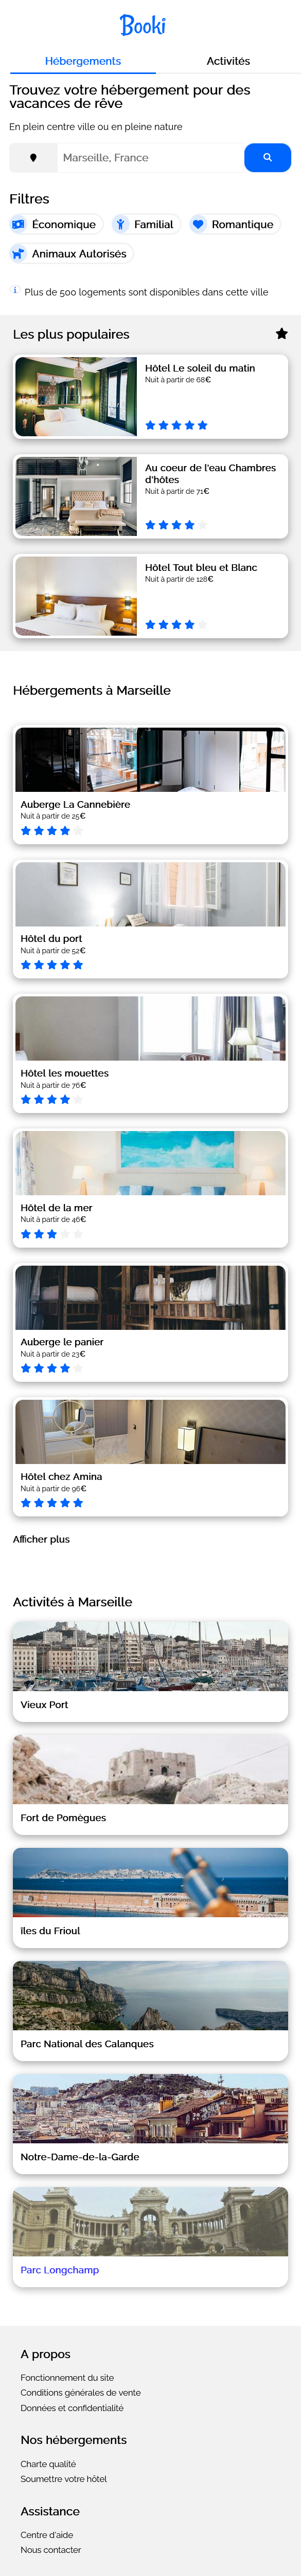 Booki
Hébergements
Activités
Trouvez votre hébergement pour des
vacances de rêve
En plein centre ville ou en pleine nature
Marseille, France
Filtres
Économique
Familial
Romantique
Animaux Autorisés
Plus de 500 logements sont disponibles dans cette ville
Les plus populaires
Hôtel Le soleil du matin
Nuit à partir de 68€
Au coeur de l'eau Chambres
d'hôtes
Nuit à partir de 71€
Hôtel Tout bleu et Blanc
Nuit à partir de 128€
Hébergements à Marseille
Auberge La Cannebière
Nuit à partir de 25€
Hôtel du port
Nuit à partir de 52€
Hôtel les mouettes
Nuit à partir de 76€
Hôtel de la mer
Nuit à partir de 46€
Auberge le panier
Nuit à partir de 23€
Hôtel chez Amina
Nuit à partir de 96€
Afficher plus
Activités à Marseille
Vieux Port
Fort de Pomègues
îles du Frioul
Parc National des Calanques
Notre-Dame-de-la-Garde
Parc Longchamp
A propos
Fonctionnement du site
Conditions générales de vente
Données et confidentialité
Nos hébergements
Charte qualité
Soumettre votre hôtel
Assistance
Centre d'aide
Nous contacter